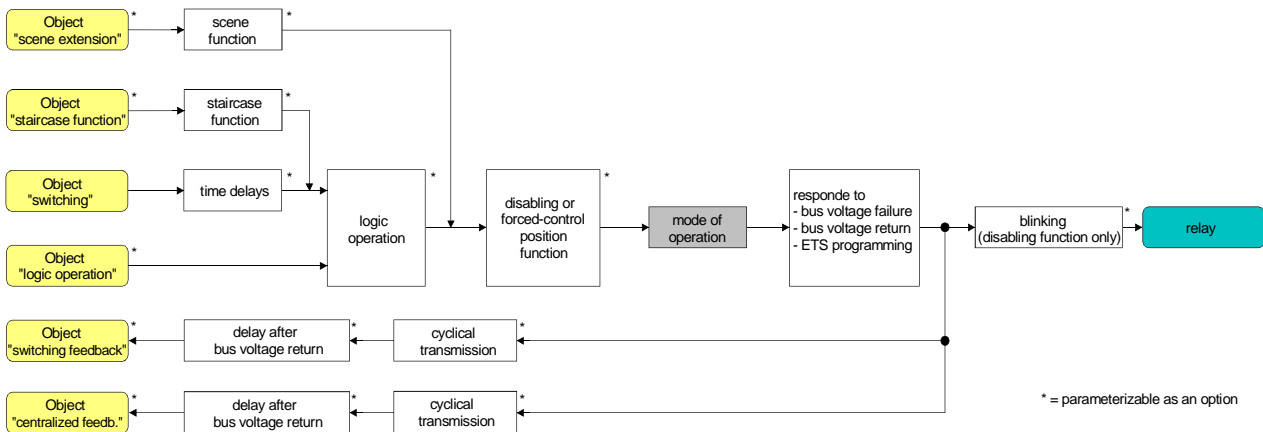 Object
"scene extension"
*
scene
function
*
Object
"staircase function"
*
staircase
function
*
Object
"switching"
time delays
*
Object
"logic operation"
*
logic
operation
*
disabling or
forced-control
position
function
*
mode of
operation
responde to
- bus voltage failure
- bus voltage return
- ETS programming
blinking
(disabling function only)
*
relay
Object
"switching feedback"
*
delay after
bus voltage return
*
cyclical
transmission
*
Object
"centralized feedb."
*
delay after
bus voltage return
*
cyclical
transmission
*
* = parameterizable as an option